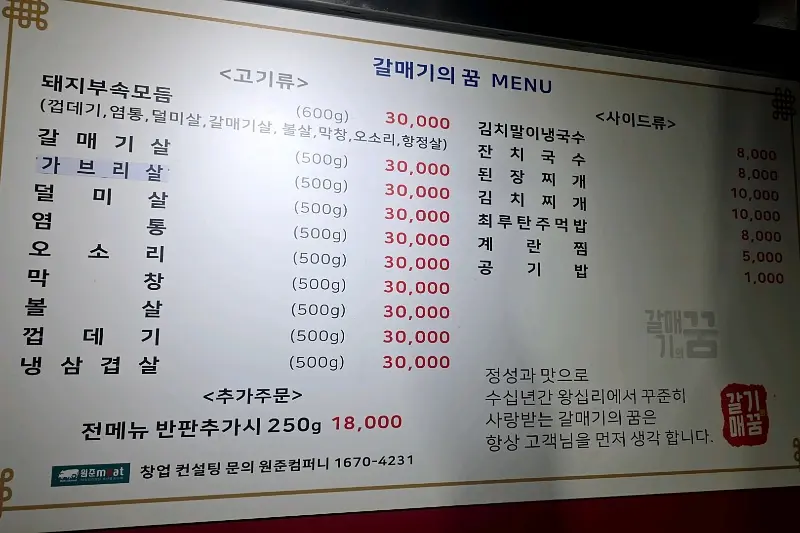 갈매기의 꿈 MENU
<고기류>
돼지부속모듬 (600g) 30,000
(껍데기,염통,덜미살,갈매기살, 볼살,막창,오소리,항정살)
갈매기살 (500g) 30,000
가브리살 (500g) 30,000
덜미살 (500g) 30,000
염통 (500g) 30,000
오소리 (500g) 30,000
막창 (500g) 30,000
볼살 (500g) 30,000
껍데기 (500g) 30,000
냉삼겹살 (500g) 30,000
<추가주문>
전메뉴 반판추가시 250g 18,000
원준meat 창업 컨설팅 문의 원준컴퍼니 1670-4231
<사이드류>
김치말이냉국수 8,000
잔치국수 8,000
된장찌개 10,000
김치찌개 10,000
최루탄주먹밥 8,000
계란찜 5,000
공기밥 1,000
갈매기의꿈
정성과 맛으로
수십년간 왕십리에서 꾸준히
사랑받는 갈매기의 꿈은
항상 고객님을 먼저 생각 합니다.
갈기
매꿈